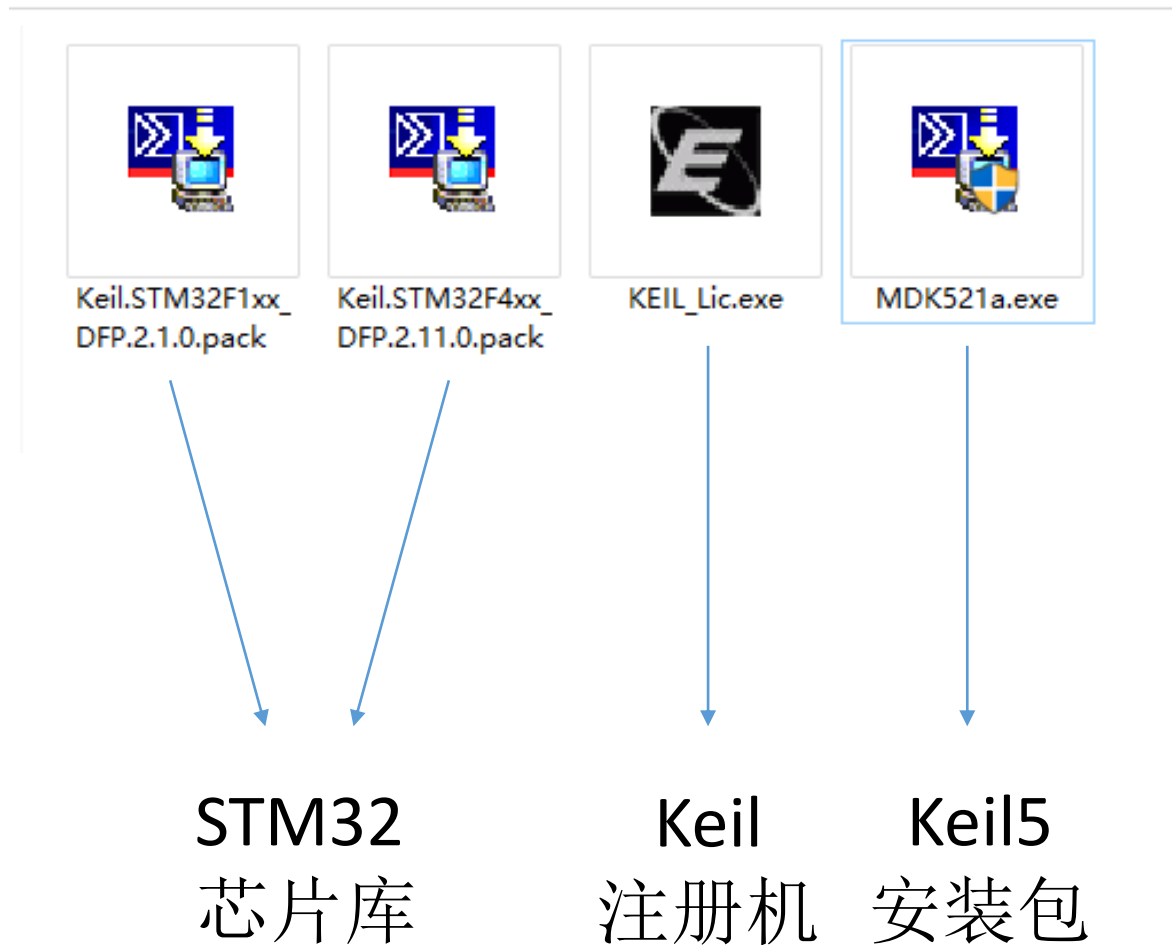 Keil.STM32F1xx_
DFP.2.1.0.pack
Keil.STM32F4xx_
DFP.2.11.0.pack
KEIL_Lic.exe
MDK521a.exe
STM32
芯片库
Keil
注册机
Keil5
安装包